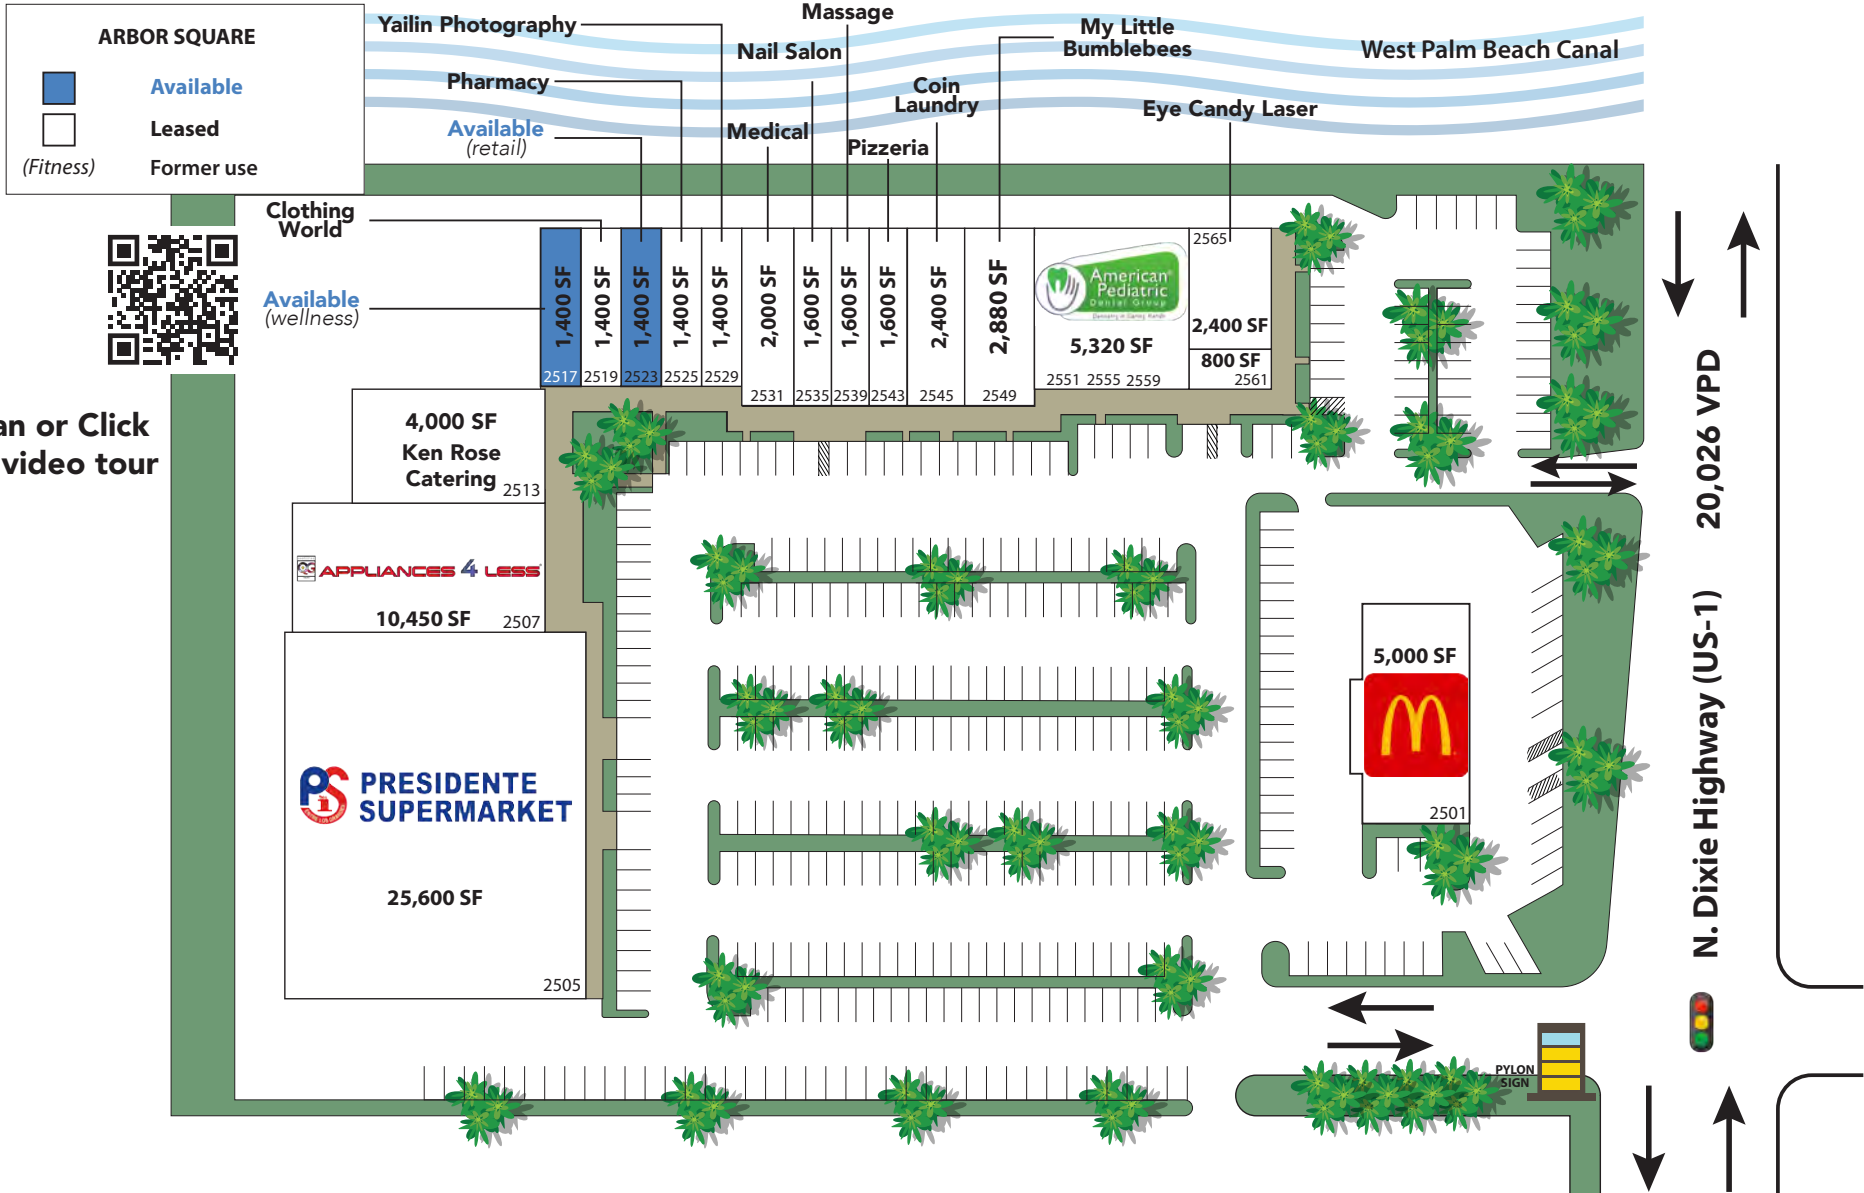 ARBOR SQUARE
Available
Leased
(Fitness) Former use
Yailin Photography
Massage
Nail Salon
My Little
Bumblebees
West Palm Beach Canal
Pharmacy
Coin
Laundry
Eye Candy Laser
Available
(retail)
Medical
Pizzeria
Clothing
World
Available
(wellness)
1,400 SF
2517
1,400 SF
2519
1,400 SF
2523
1,400 SF
2525
1,400 SF
2529
2,000 SF
2531
1,600 SF
2535
1,600 SF
2539
1,600 SF
2543
2,400 SF
2545
2,880 SF
2549
American
Pediatric
Dental Group
Dentistry in Caring Hands
5,320 SF
2551 2555 2559
2565
2,400 SF
800 SF
2561
an or Click
video tour
4,000 SF
Ken Rose
Catering
2513
APPLIANCES 4 LESS
10,450 SF
2507
PS
PRESIDENTE
SUPERMARKET
25,600 SF
2505
5,000 SF
M
2501
N. Dixie Highway (US-1) 20,026 VPD
PYLON
SIGN